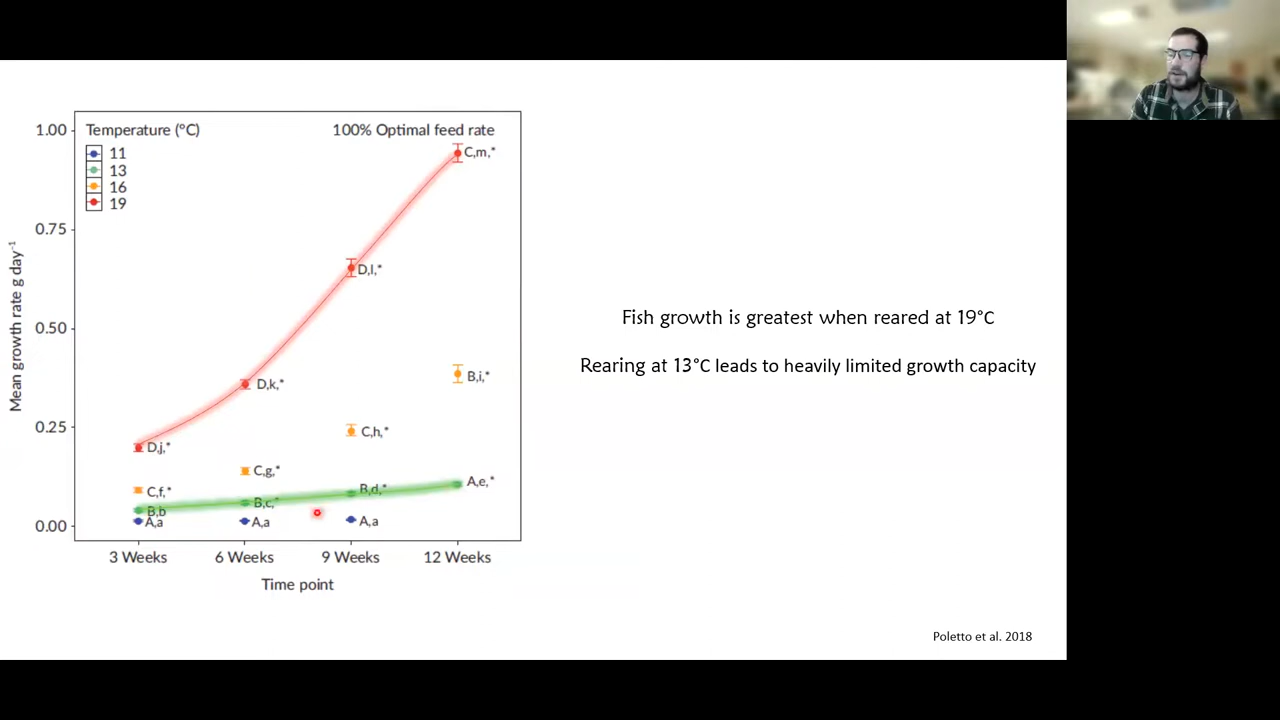 1.00
0.75
0.50
0.25
0.00
Mean growth rate g day⁻¹
Temperature (°C)
11
13
16
19
100% Optimal feed rate
C,m,*
D,l,*
D,k,*
B,i,*
D,j,*
C,h,*
C,g,*
C,f,*
A,e,*
B,d,*
B,c,*
B,b
A,a
A,a
A,a
3 Weeks
6 Weeks
9 Weeks
12 Weeks
Time point
Fish growth is greatest when reared at 19°C
Rearing at 13°C leads to heavily limited growth capacity
Poletto et al. 2018